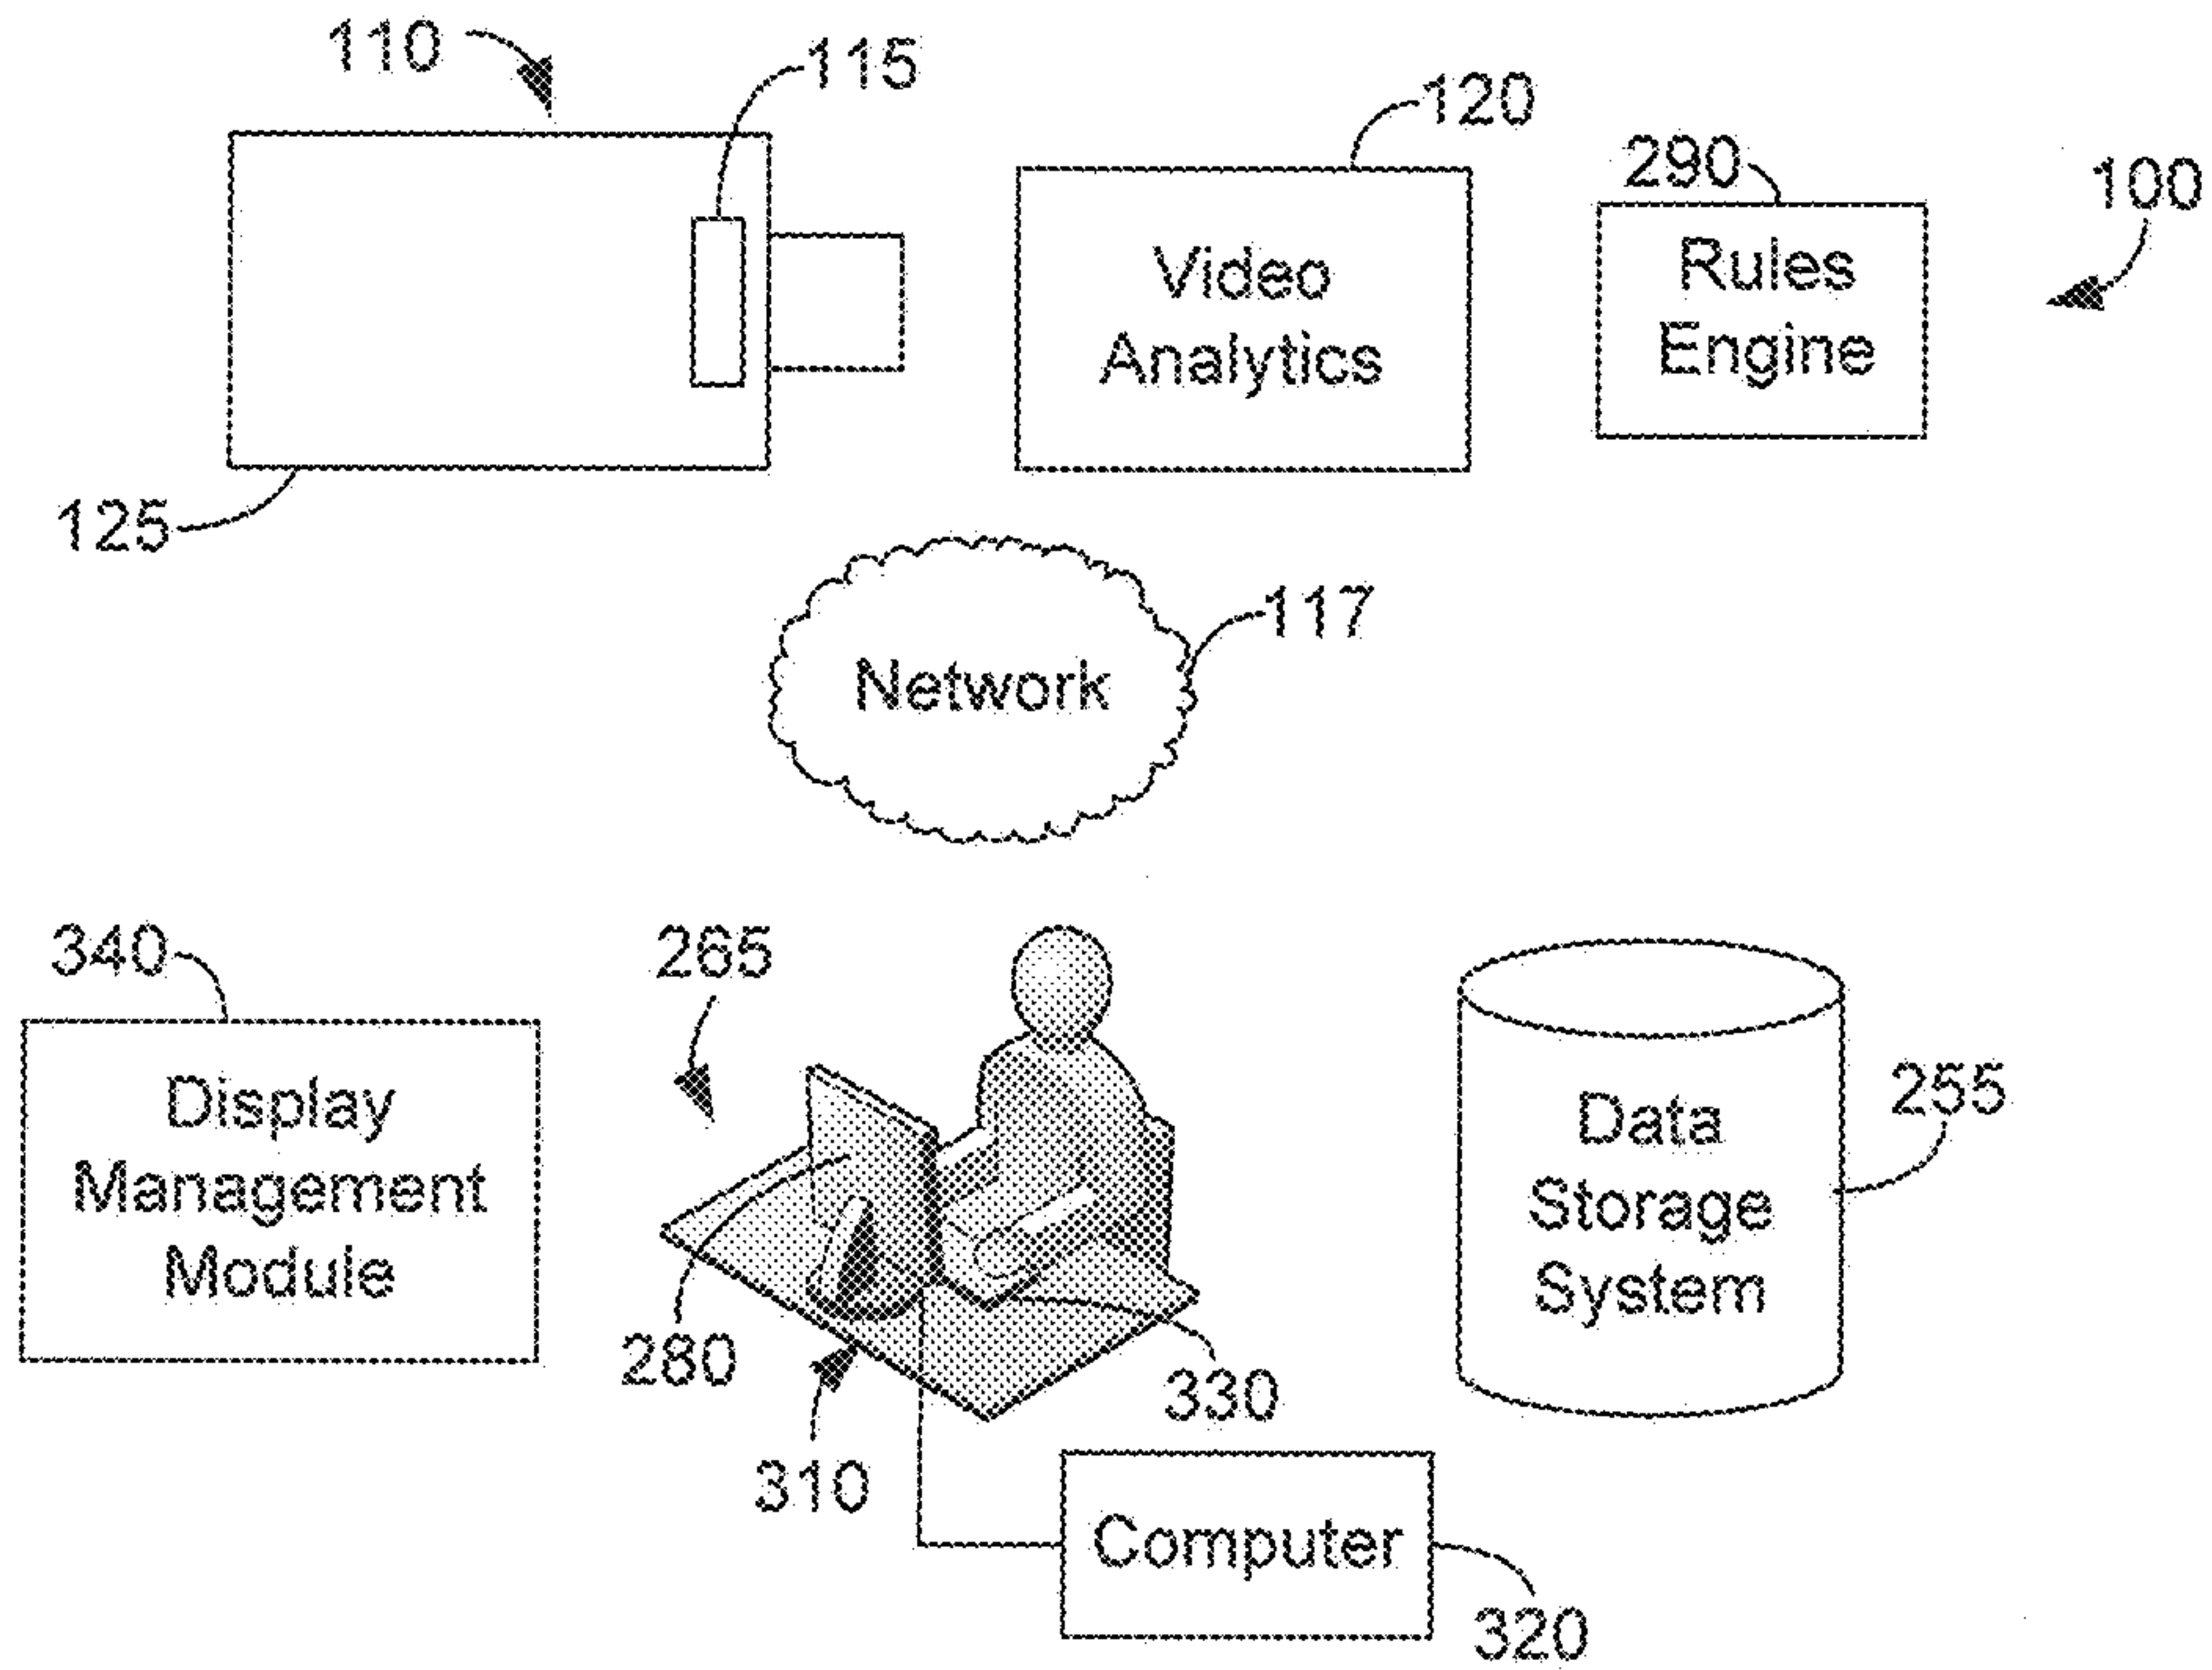 110
115
120
290
100
Video
Analytics
Rules
Engine
125
117
Network
340
265
Display
Management
Module
255
Data
Storage
System
280
330
310
Computer
320